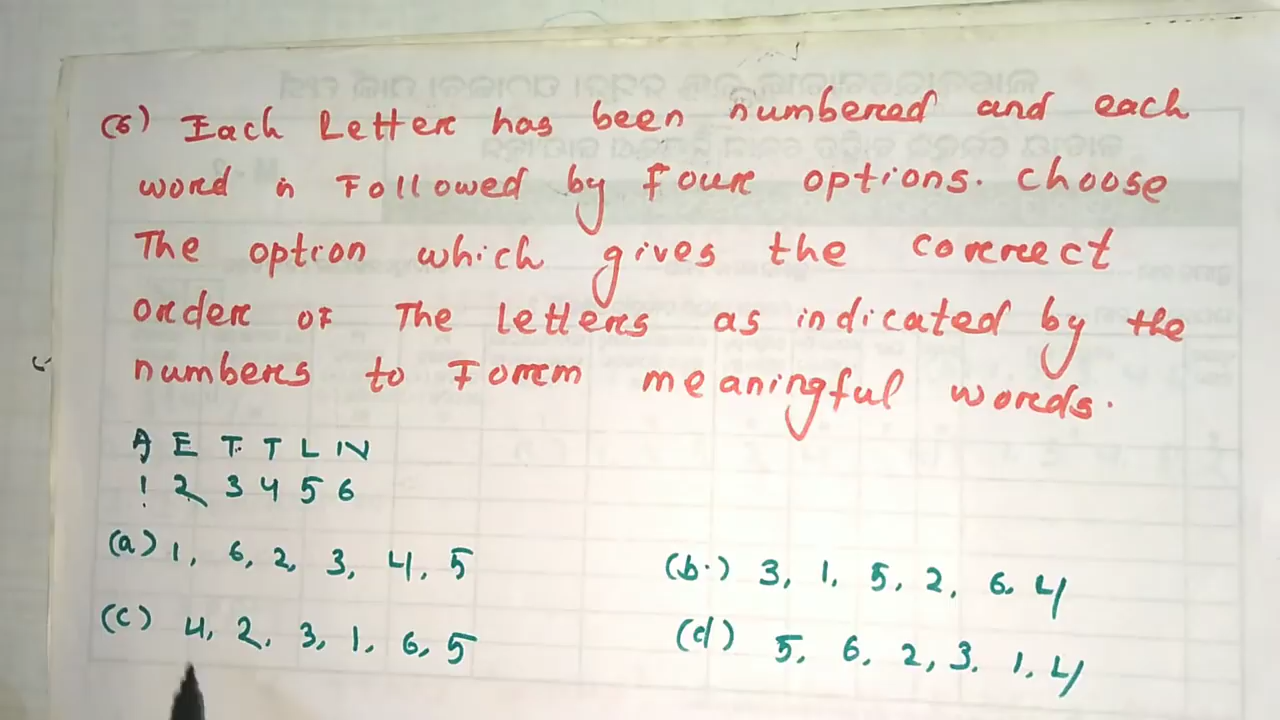 (6) Each Letter has been numbered and each
word is Followed by four options. choose
The option which gives the correct
order of The letters as indicated by the
numbers to Form meaningful words.
A E T T L N
1 2 3 4 5 6
(a) 1, 6, 2, 3, 4, 5
(b.) 3, 1, 5, 2, 6, 4
(c) 4, 2, 3, 1, 6, 5
(d) 5, 6, 2, 3, 1, 4